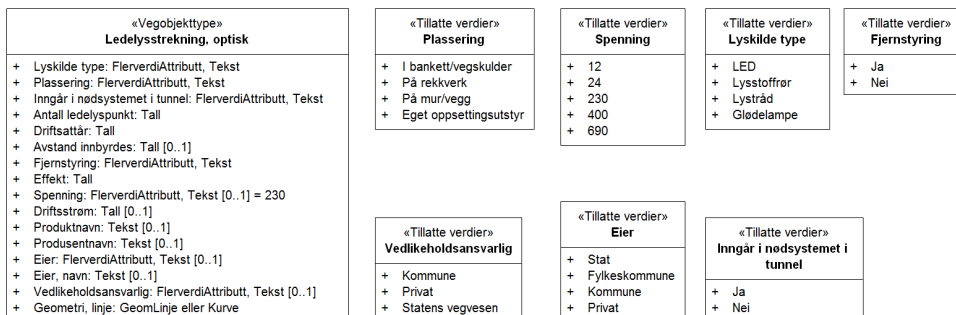 «Vegobjekttype»
Ledelysstrekning, optisk
+ Lyskilde type: FlerverdiAttributt, Tekst
+ Plassering: FlerverdiAttributt, Tekst
+ Inngår i nødsystemet i tunnel: FlerverdiAttributt, Tekst
+ Antall ledelyspunkt: Tall
+ Driftsattår: Tall
+ Avstand innbyrdes: Tall [0..1]
+ Fjernstyring: FlerverdiAttributt, Tekst
+ Effekt: Tall
+ Spenning: FlerverdiAttributt, Tekst [0..1] = 230
+ Driftsstrøm: Tall [0..1]
+ Produktnavn: Tekst [0..1]
+ Produsentnavn: Tekst [0..1]
+ Eier: FlerverdiAttributt, Tekst [0..1]
+ Eier, navn: Tekst [0..1]
+ Vedlikeholdsansvarlig: FlerverdiAttributt, Tekst [0..1]
+ Geometri, linje: GeomLinje eller Kurve
«Tillatte verdier»
Plassering
+ I bankett/vegskulder
+ På rekkverk
+ På mur/vegg
+ Eget oppsettingsutstyr
«Tillatte verdier»
Spenning
+ 12
+ 24
+ 230
+ 400
+ 690
«Tillatte verdier»
Lyskilde type
+ LED
+ Lysstoffrør
+ Lystråd
+ Glødelampe
«Tillatte verdier»
Fjernstyring
+ Ja
+ Nei
«Tillatte verdier»
Vedlikeholdsansvarlig
+ Kommune
+ Privat
+ Statens vegvesen
«Tillatte verdier»
Eier
+ Stat
+ Fylkeskommune
+ Kommune
+ Privat
«Tillatte verdier»
Inngår i nødsystemet i
tunnel
+ Ja
+ Nei